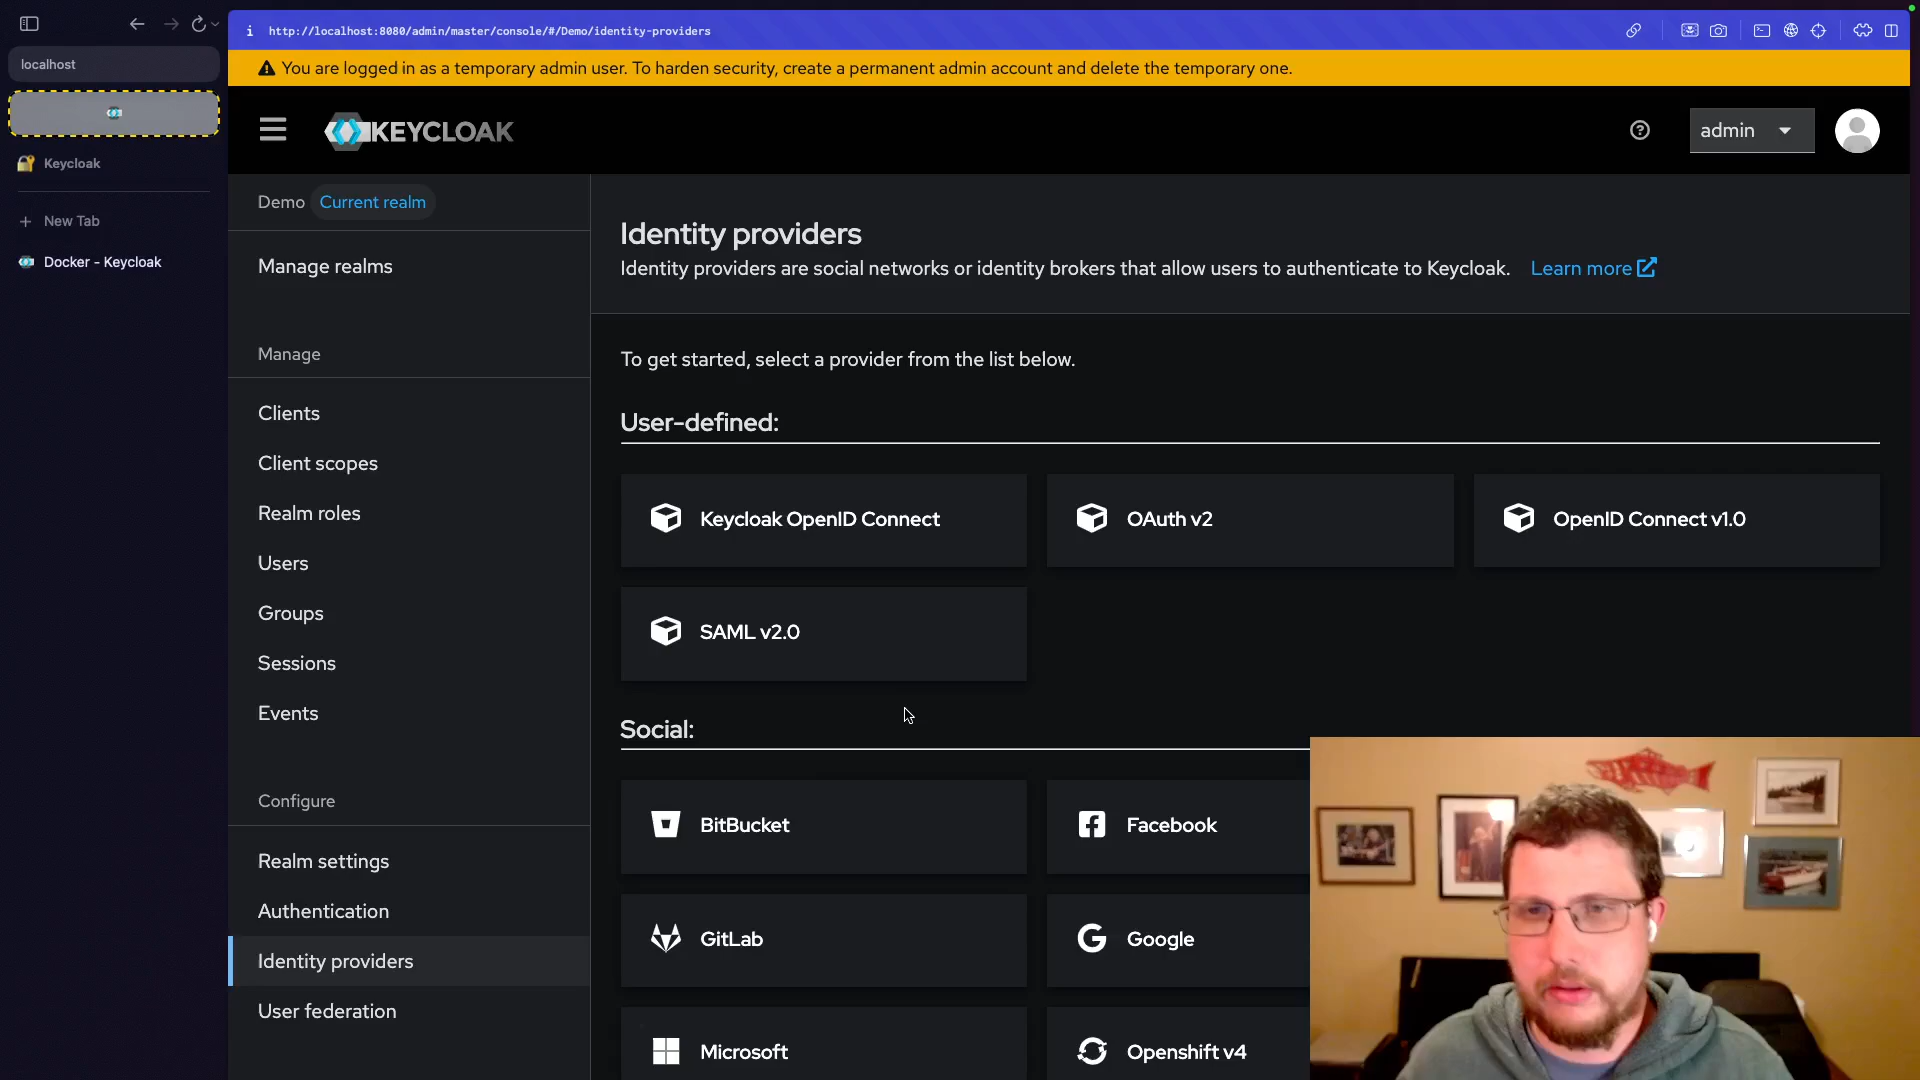 http://localhost:8080/admin/master/console/#/Demo/identity-providers
localhost
You are logged in as a temporary admin user. To harden security, create a permanent admin account and delete the temporary one.
KEYCLOAK
admin
Keycloak
New Tab
Docker - Keycloak
Demo Current realm
Manage realms
Manage
Clients
Client scopes
Realm roles
Users
Groups
Sessions
Events
Configure
Realm settings
Authentication
Identity providers
User federation
Identity providers
Identity providers are social networks or identity brokers that allow users to authenticate to Keycloak. Learn more
To get started, select a provider from the list below.
User-defined:
Keycloak OpenID Connect
OAuth v2
OpenID Connect v1.0
SAML v2.0
Social:
BitBucket
Facebook
GitLab
Google
Microsoft
Openshift v4